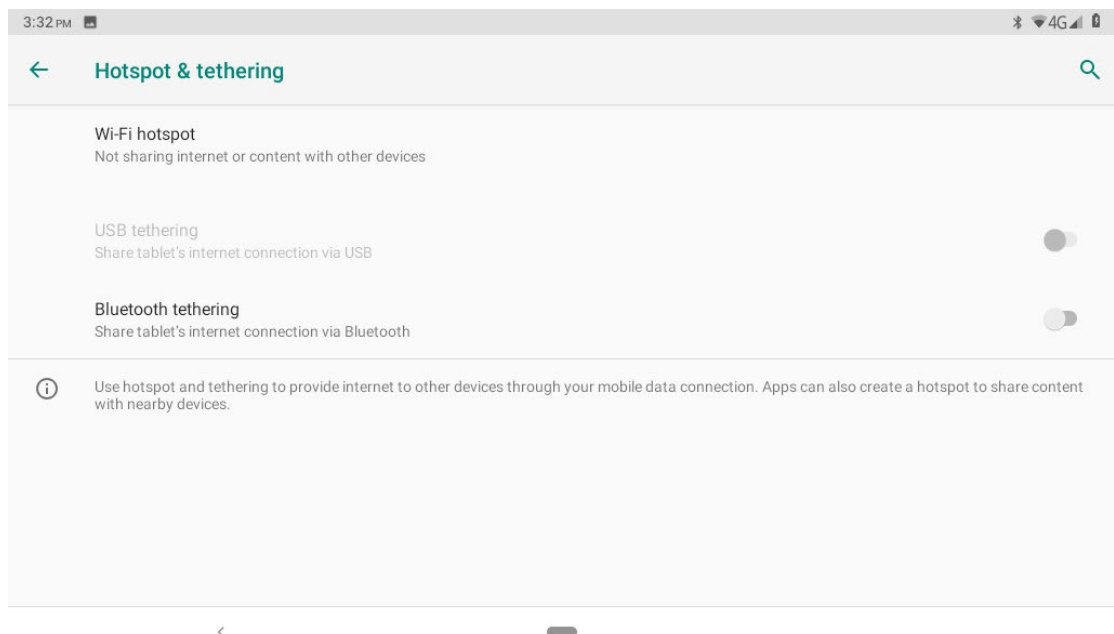 3:32 PM 4G
Hotspot & tethering
Wi-Fi hotspot
Not sharing internet or content with other devices
USB tethering
Share tablet's internet connection via USB
Bluetooth tethering
Share tablet's internet connection via Bluetooth
Use hotspot and tethering to provide internet to other devices through your mobile data connection. Apps can also create a hotspot to share content
with nearby devices.